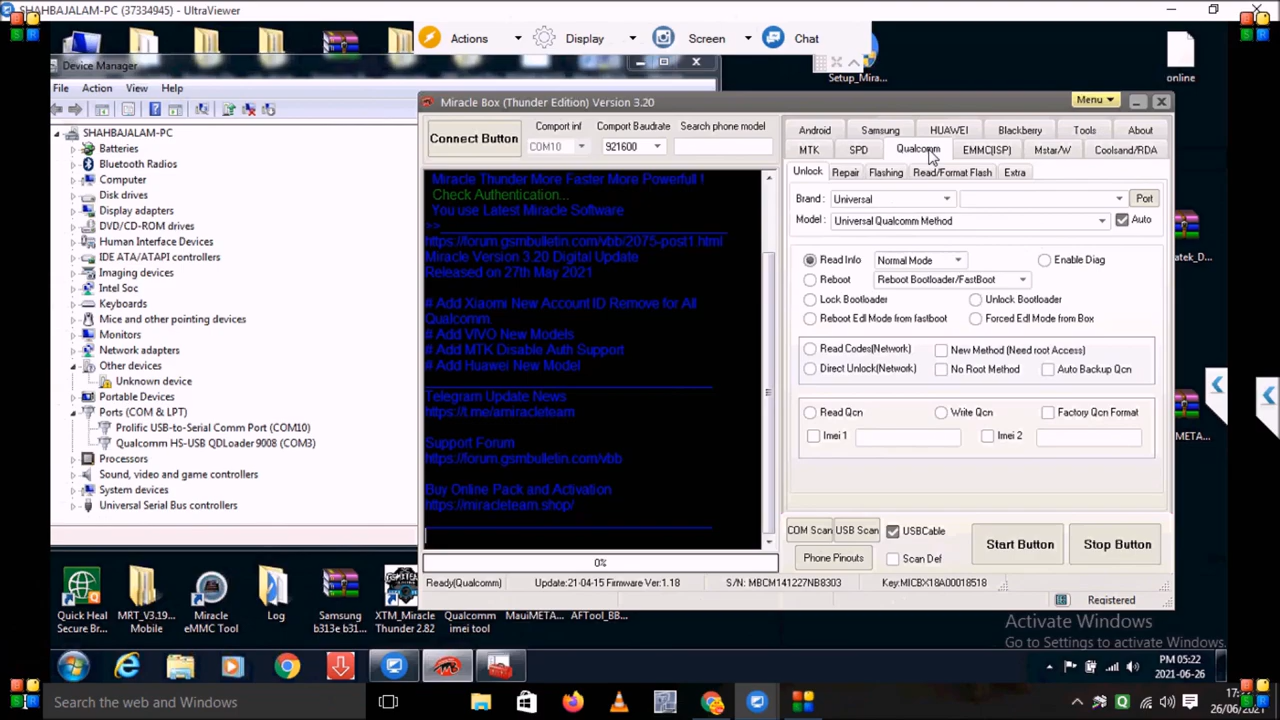 SHAHBAJALAM-PC (37334945) - UltraViewer
Actions
Display
Screen
Chat
Device Manager
File Action View Help
SHAHBAJALAM-PC
Batteries
Bluetooth Radios
Computer
Disk drives
Display adaptors
Human Interface Devices
IDE ATA/ATAPI controllers
Imaging devices
Intel Soc
Keyboards
Mice and other pointing devices
Monitors
Network adapters
Other devices
Unknown device
Portable Devices
Ports (COM & LPT)
Prolific USB-to-Serial Comm Port (COM10)
Qualcomm HS-USB QDLoader 9008 (COM3)
Processors
Sound, video and game controllers
System devices
Universal Serial Bus controllers
Setup_Mira...
online
Miracle Box (Thunder Edition) Version 3.20
Menu
Connect Button
Comport inf
COM10
Comport Baudrate
921600
Search phone model
Miracle Thunder More Faster More Powerfull !
Check Authentication...
You use Latest Miracle Software
>>
https://forum.gsmbulletin.com/vbb/2075-post1.html
Miracle Version 3.20 Digital Update
Released on 27th May 2021
# Add Xiaomi New Account ID Remove for All
Qualcomm
# Add VIVO New Models
# Add MTK Disable Auth Support
# Add Huawei New Model
Telegram Update News
https://t.me/amiracleteam
Support Forum
https://forum.gsmbulletin.com/vbb
Buy Online Pack and Activation
https://miracleteam.shop/
0%
Android Samsung HUAWEI Blackberry Tools About
MTK SPD Qualcomm EMMC(ISP) Mstar/W Coolsand/RDA
Unlock Repair Flashing Read/Format Flash Extra
Brand: Universal Port
Model: Universal Qualcomm Method Auto
Read Info Normal Mode Enable Diag
Reboot Reboot Bootloader/FastBoot
Lock Bootloader Unlock Bootloader
Reboot Edl Mode from fastboot Forced Edl Mode from Box
Read Codes(Network) New Method (Need root Access)
Direct Unlock(Network) No Root Method Auto Backup Qcn
Read Qcn Write Qcn Factory Qcn Format
Imei 1 Imei 2
COM Scan USB Scan USBCable
Phone Pinouts Scan Def
Start Button Stop Button
Ready(Qualcomm) Update:21-04-15 Firmware Ver:1.18 S/N: MBCM141227NB8303 Key:MICBX18A00018518
Registered
atek_D...
META...
Quick Heal
Secure Br...
MRT_V3.19...
Mobile
Miracle
eMMC Tool
Log
Samsung
b313e b31...
XTM_Miracle
Thunder 2.82
Qualcomm
imei tool
MauiMETA...
AFTool_BB...
Activate Windows
Go to Settings to activate Windows.
PM 05:22
2021-06-26
Search the web and Windows
26/06/2021